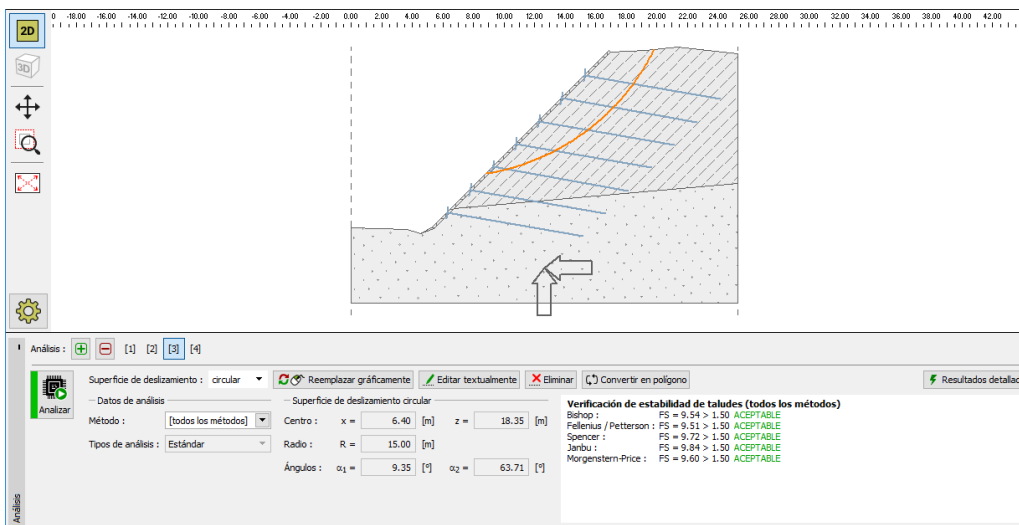 0 -18.00 -16.00 -14.00 -12.00 -10.00 -8.00 -6.00 -4.00 -2.00 0.00 2.00 4.00 6.00 8.00 10.00 12.00 14.00 16.00 18.00 20.00 22.00 24.00 26.00 28.00 30.00 32.00 34.00 36.00 38.00 40.00 42.00
2D
3D
Análisis : [1] [2] [3] [4]
Superficie de deslizamiento : circular Reemplazar gráficamente Editar textualmente Eliminar Convertir en polígono Resultados detallad
Analizar
Datos de análisis
Método : [todos los métodos]
Tipos de análisis : Estándar
Superficie de deslizamiento circular
Centro : x = 6.40 [m] z = 18.35 [m]
Radio : R = 15.00 [m]
Ángulos : α1 = 9.35 [°] α2 = 63.71 [°]
Verificación de estabilidad de taludes (todos los métodos)
Bishop : FS = 9.54 > 1.50 ACEPTABLE
Fellenius / Petterson : FS = 9.51 > 1.50 ACEPTABLE
Spencer : FS = 9.72 > 1.50 ACEPTABLE
Janbu : FS = 9.84 > 1.50 ACEPTABLE
Morgenstern-Price : FS = 9.60 > 1.50 ACEPTABLE
Análisis